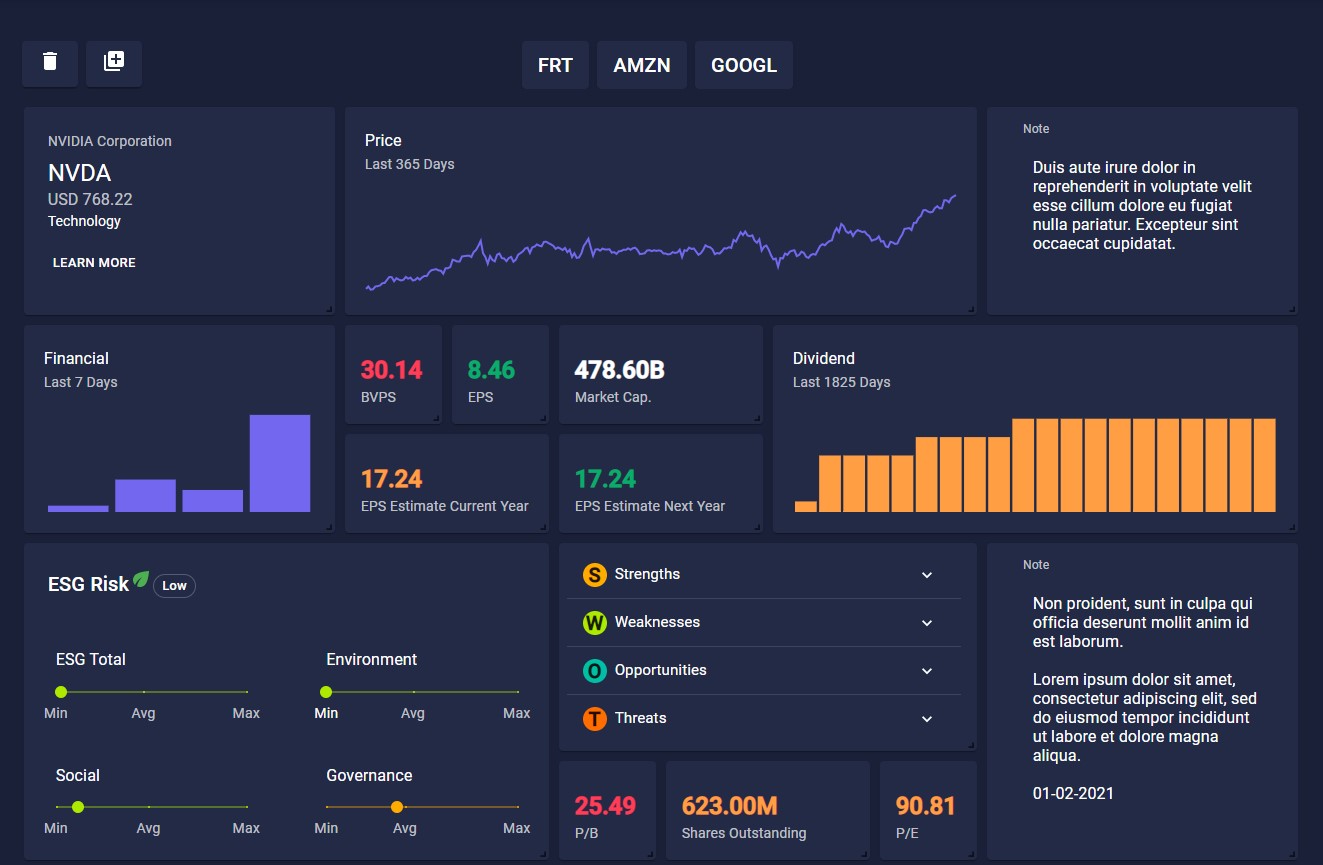 FRT
AMZN
GOOGL
NVIDIA Corporation
NVDA
USD 768.22
Technology
LEARN MORE
Price
Last 365 Days
Note
Duis aute irure dolor in
reprehenderit in voluptate velit
esse cillum dolore eu fugiat
nulla pariatur. Excepteur sint
occaecat cupidatat.
Financial
Last 7 Days
30.14
BVPS
8.46
EPS
478.60B
Market Cap.
17.24
EPS Estimate Current Year
17.24
EPS Estimate Next Year
Dividend
Last 1825 Days
ESG Risk
Low
ESG Total
Min Avg Max
Environment
Min Avg Max
Social
Min Avg Max
Governance
Min Avg Max
S Strengths
W Weaknesses
O Opportunities
T Threats
25.49
P/B
623.00M
Shares Outstanding
90.81
P/E
Note
Non proident, sunt in culpa qui
officia deserunt mollit anim id
est laborum.
Lorem ipsum dolor sit amet,
consectetur adipiscing elit, sed
do eiusmod tempor incididunt
ut labore et dolore magna
aliqua.
01-02-2021